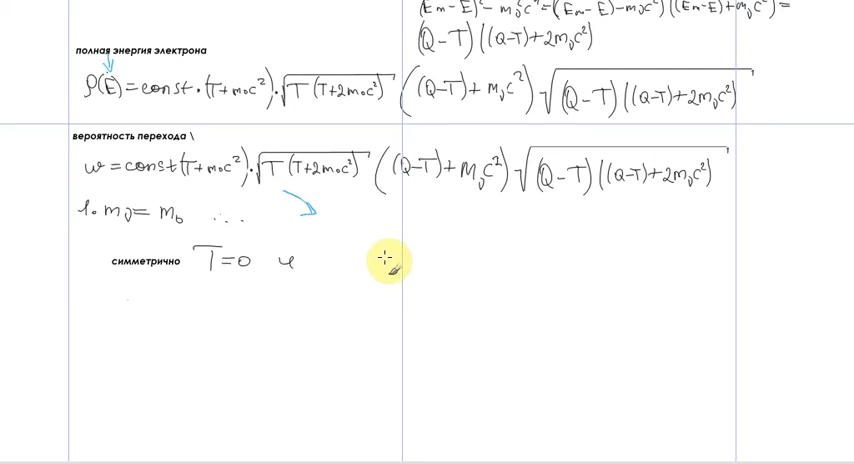 (Eₘ−E)²−m_ν²c⁴=((Eₘ−E)−m_νc²)((Eₘ−E)+m_νc²)=
(Q−T)((Q−T)+2m_νc²)
полная энергия электрона
ρ(E)=const·(T+m₀c²)·√(T(T+2m₀c²)) ((Q−T)+m_νc²)√((Q−T)((Q−T)+2m_νc²))
вероятность перехода \
w=const(T+m₀c²)·√(T(T+2m₀c²)) ((Q−T)+m_νc²)√((Q−T)((Q−T)+2m_νc²))
1. m_ν=m₀ ...
симметрично T=0 и